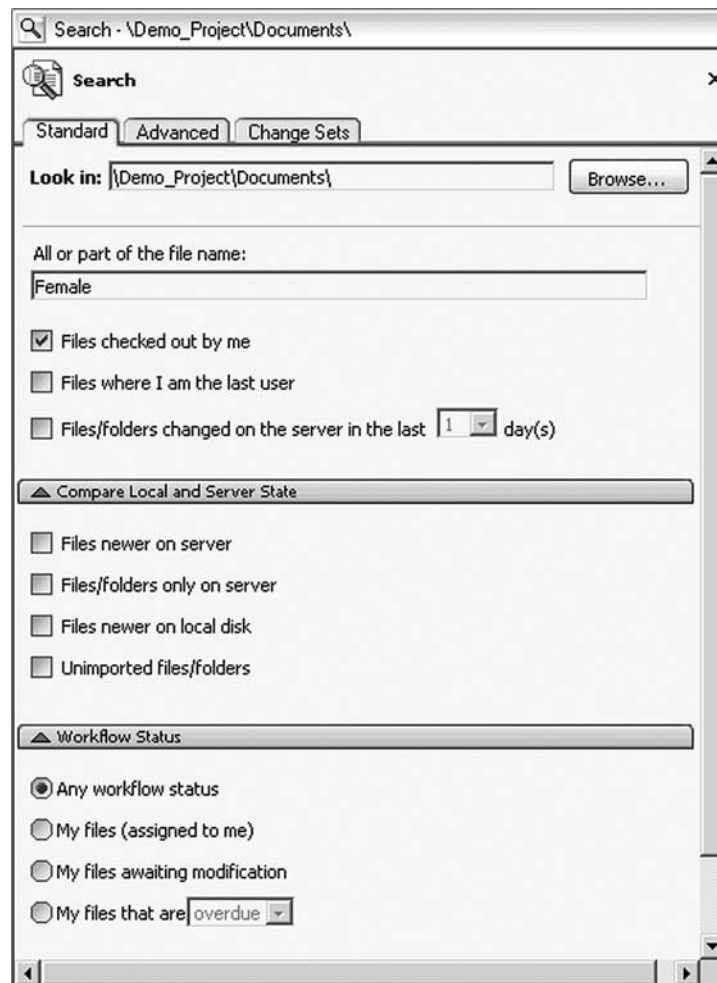 Search - \Demo_Project\Documents\
Search
Standard Advanced Change Sets
Look in: \Demo_Project\Documents\ Browse...
All or part of the file name:
Female
Files checked out by me
Files where I am the last user
Files/folders changed on the server in the last 1 day(s)
Compare Local and Server State
Files newer on server
Files/folders only on server
Files newer on local disk
Unimported files/folders
Workflow Status
Any workflow status
My files (assigned to me)
My files awaiting modification
My files that are overdue